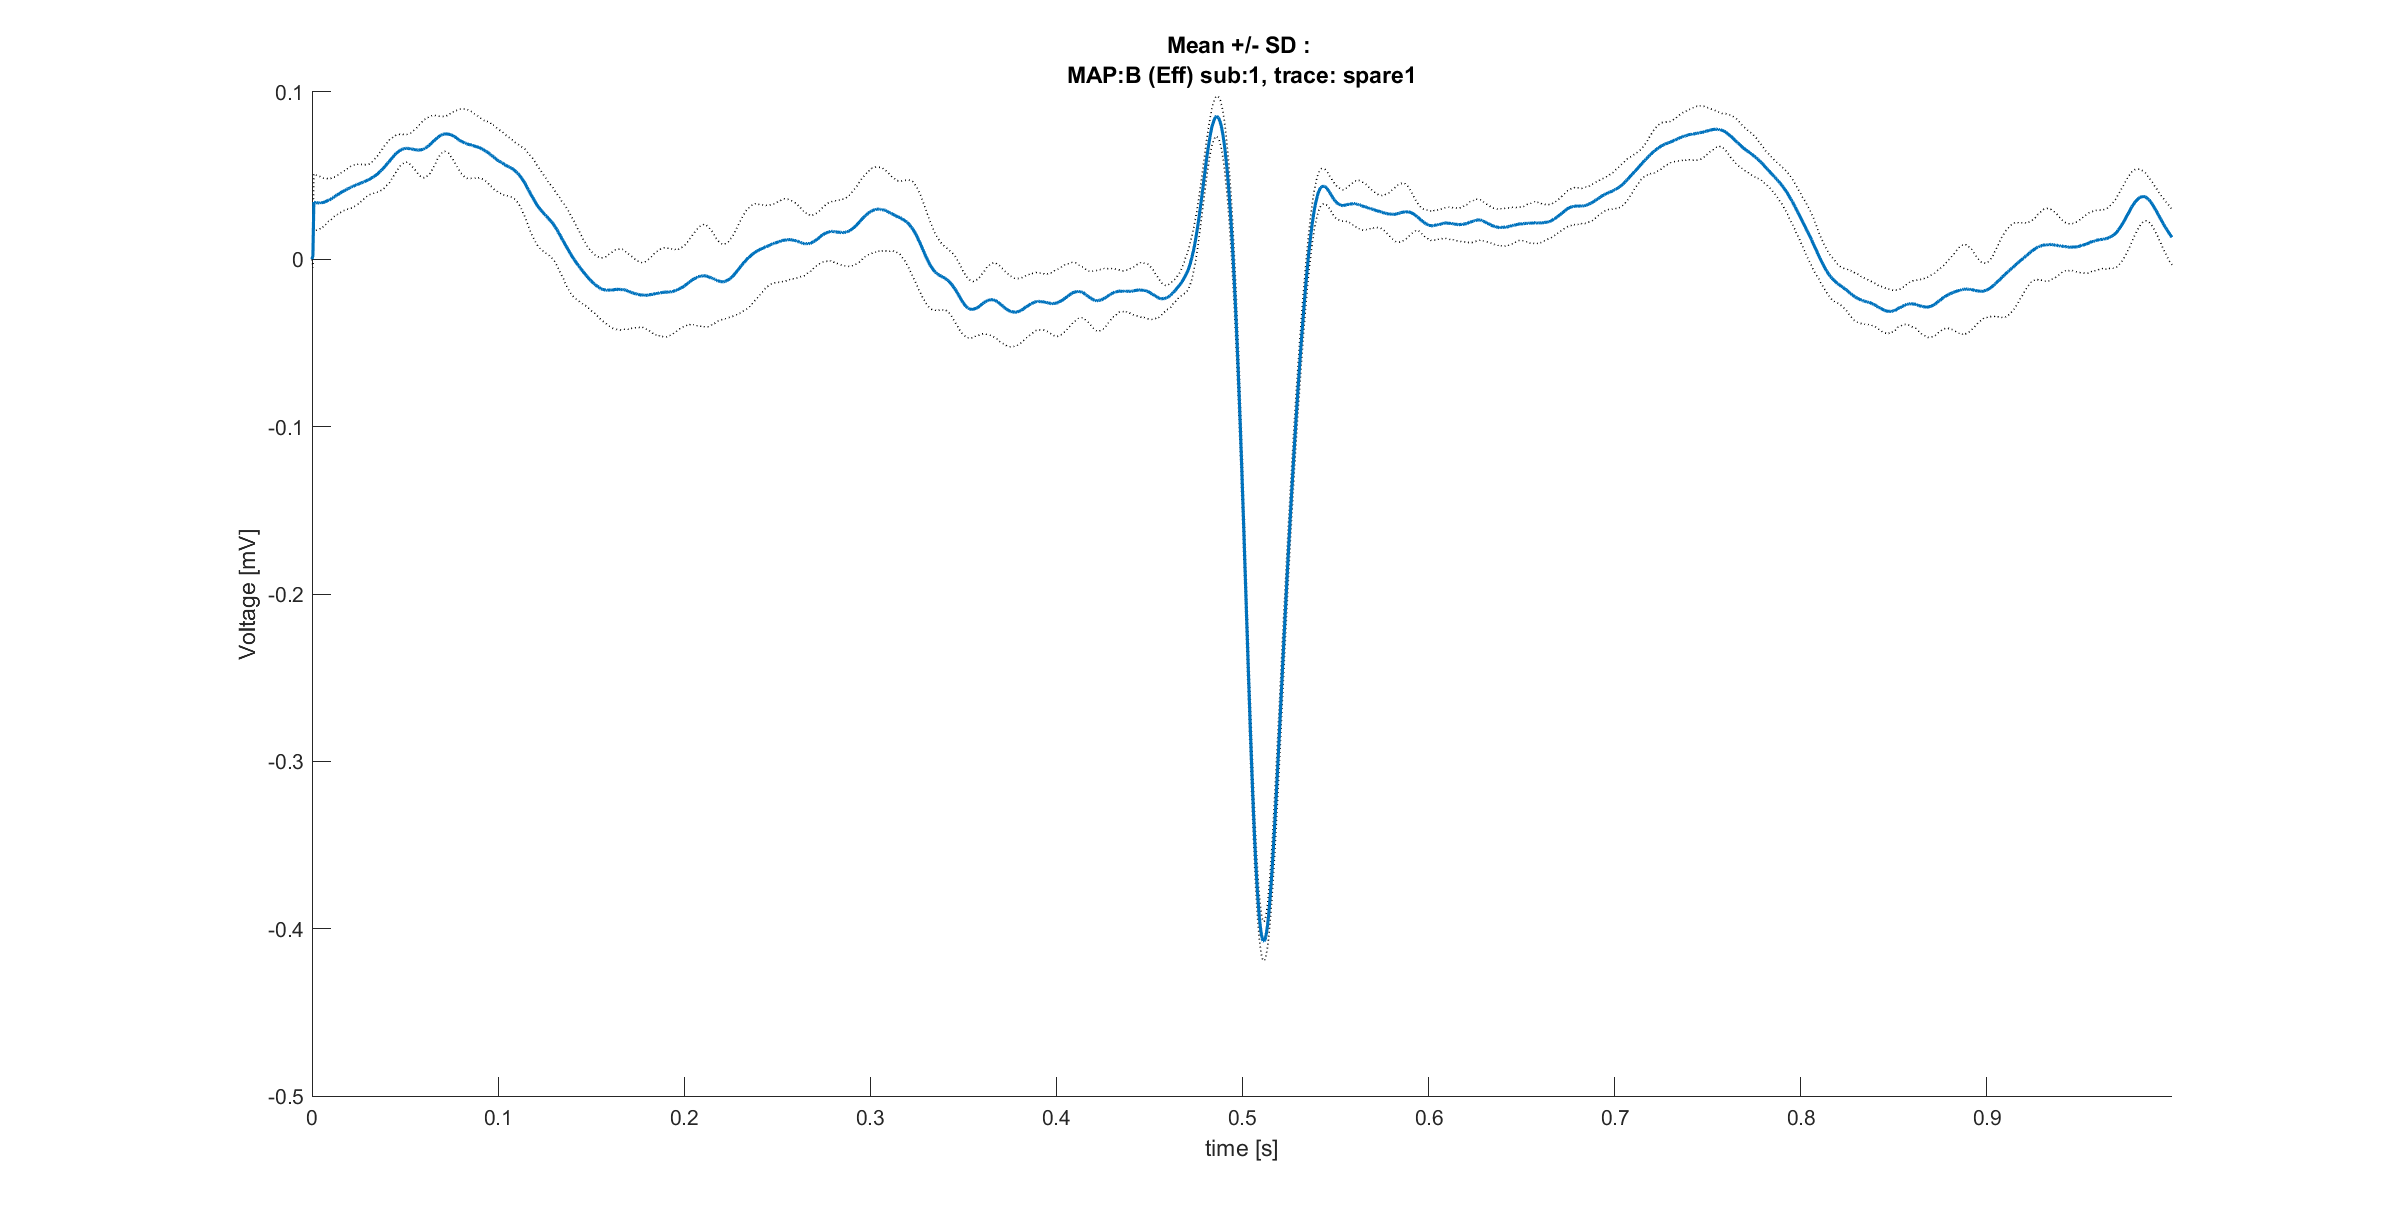 Mean +/- SD :
MAP:B (Eff) sub:1, trace: spare1
0.1
0
-0.1
-0.2
-0.3
-0.4
-0.5
Voltage [mV]
0 0.1 0.2 0.3 0.4 0.5 0.6 0.7 0.8 0.9
time [s]